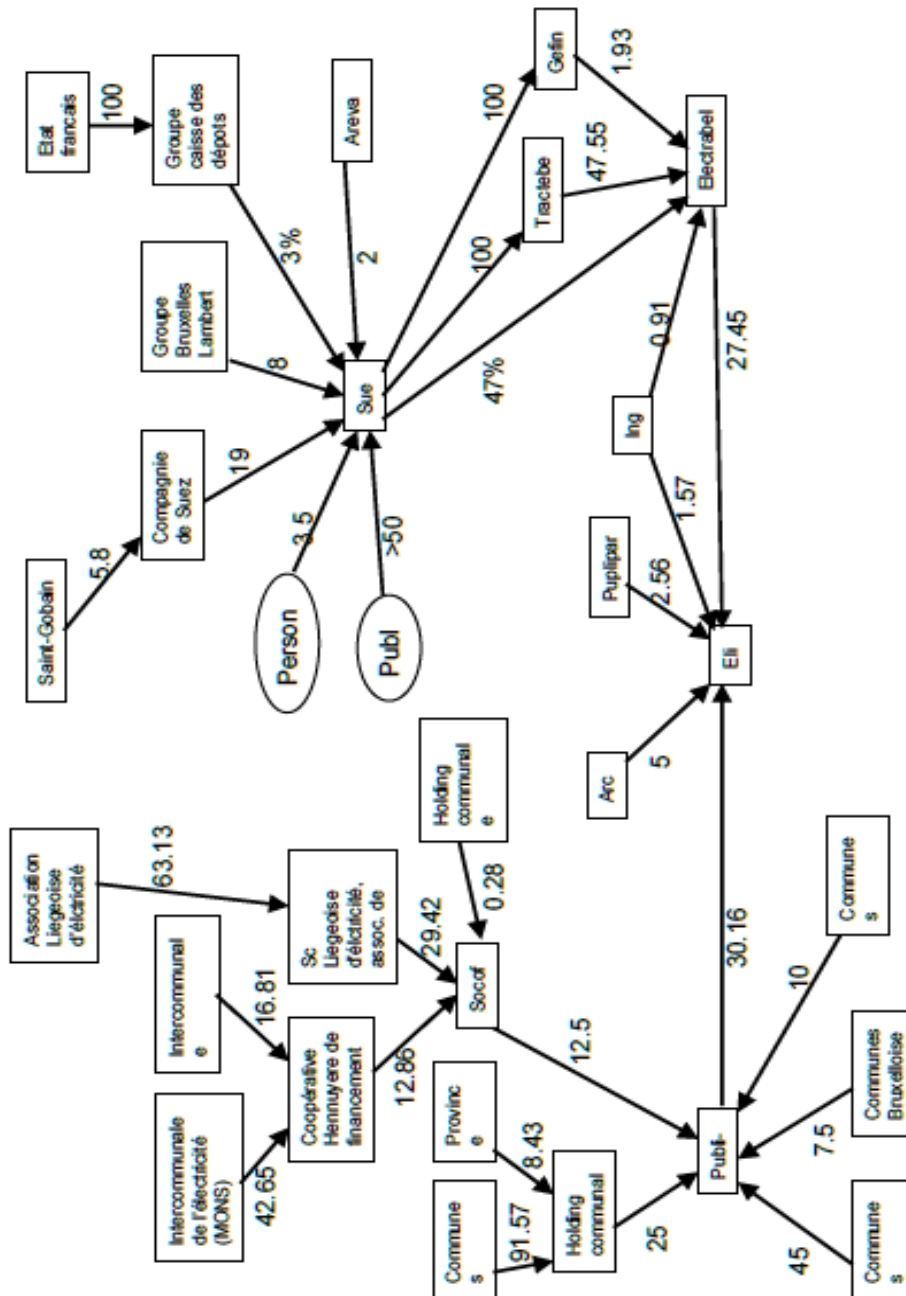 Association
Liegeoise
d'élctricité
Saint-Gobain
Etat
francais
5.8
100
Intercommunale
de l'électricité
(MONS)
Intercommunal
e
63.13
Compagnie
de Suez
Groupe
Bruxelles
Lambert
Groupe
caisse des
dépots
42.65
16.81
19
8
3%
Coopérative
Hennuyere de
financement
Sc
Liegeoise
d'élctricité,
assoc. de
Person
3.5
Areva
2
Publ
>50
Sue
12.86
29.42
Holding
communal
e
0.28
Commune
s
Provinc
e
Socof
91.57
8.43
47%
100
100
Holding
communal
12.5
Tractebe
Gefin
25
Arc
Puplipar
Ing
47.55
1.93
5
2.56
1.57
0.91
Publi-
30.16
Eli
27.45
Electrabel
45
7.5
10
Commune
s
Communes
Bruxelloise
Commu
s